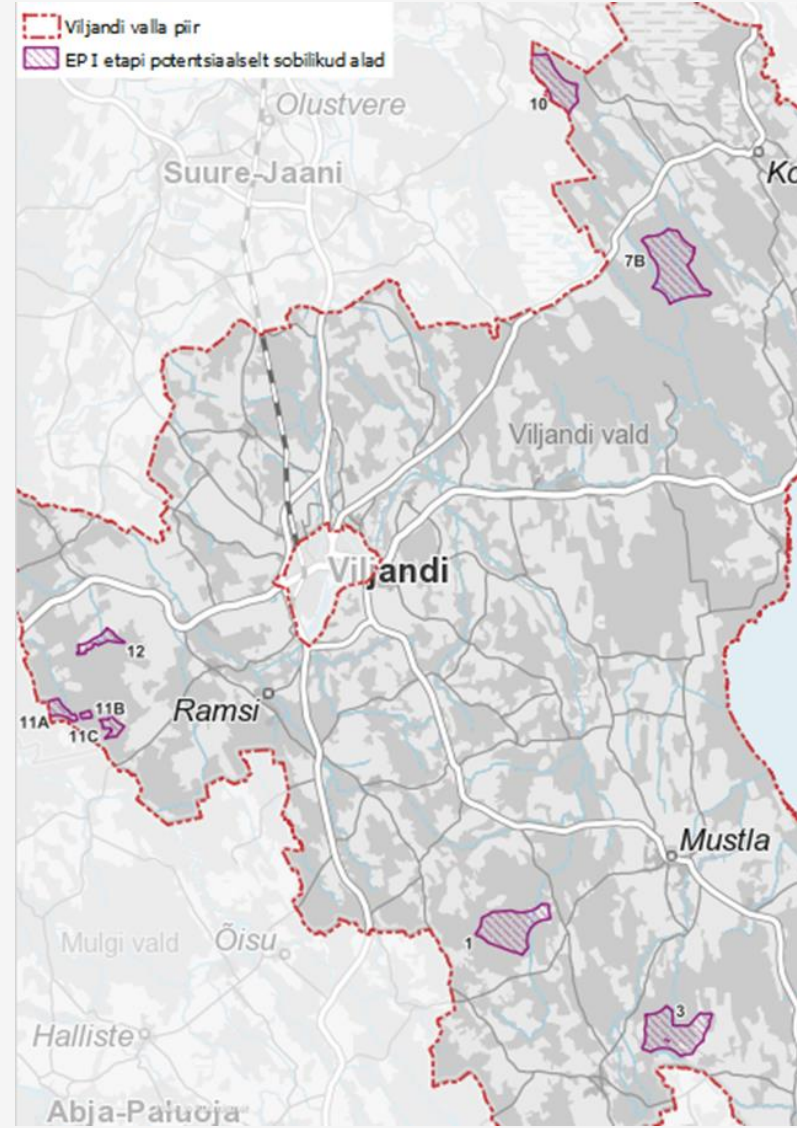 Viljandi valla piir
EP I etapi potentsiaalselt sobilikud alad
Olustvere
10
Suure-Jaani
7B
Viljandi vald
Viljandi
12
Ramsi
11A
11B
11C
Mustla
1
Mulgi vald
Õisu
3
Halliste
Abja-Paluoja